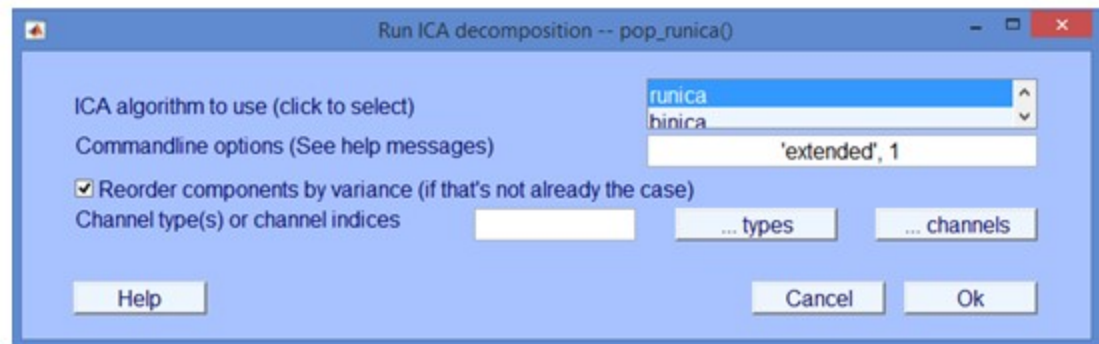 Run ICA decomposition -- pop_runica()
ICA algorithm to use (click to select)
runica
binica
Commandline options (See help messages)
'extended', 1
Reorder components by variance (if that's not already the case)
Channel type(s) or channel indices
... types
... channels
Help
Cancel
Ok